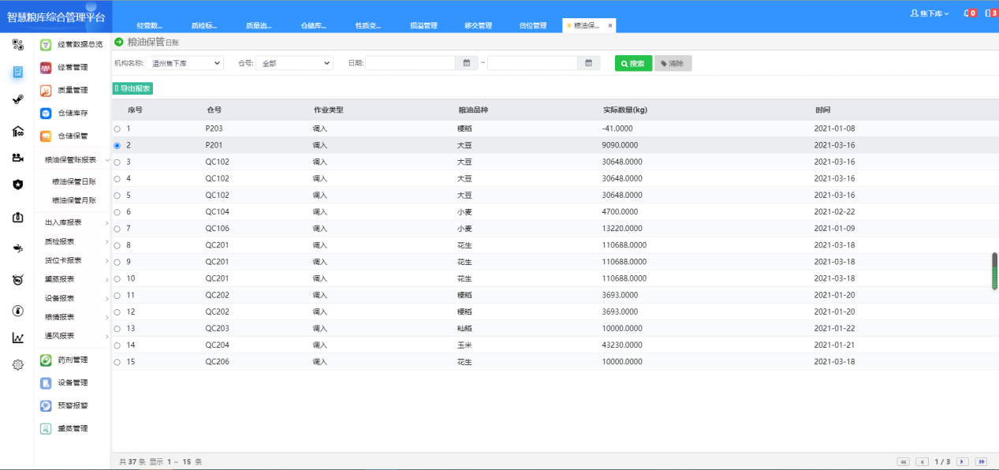 智慧粮库综合管理平台
焦下库
0
3
经营数...
质检标...
质量追...
仓储库...
性质变...
损溢管理
移交管理
货位管理
粮油保... ×
经营数据总览
经营管理
质量管理
仓储库存
仓储保管
粮油保管账报表
粮油保管日账
粮油保管月账
出入库报表
质检报表
货位卡报表
熏蒸报表
设备报表
粮情报表
通风报表
药剂管理
设备管理
预警报警
熏蒸管理
粮油保管日账
机构名称: 温州焦下库 仓号: 全部 日期: ~ 搜索 清除
导出报表
序号 仓号 作业类型 粮油品种 实际数量(kg) 时间
1 P203 调入 粳稻 -41.0000 2021-01-08
2 P201 调入 大豆 9090.0000 2021-03-16
3 QC102 调入 大豆 30648.0000 2021-03-16
4 QC102 调入 大豆 30648.0000 2021-03-16
5 QC102 调入 大豆 30648.0000 2021-03-16
6 QC104 调入 小麦 4700.0000 2021-02-22
7 QC106 调入 小麦 13220.0000 2021-01-09
8 QC201 调入 花生 110688.0000 2021-03-18
9 QC201 调入 花生 110688.0000 2021-03-18
10 QC201 调入 花生 110688.0000 2021-03-18
11 QC202 调入 粳稻 3693.0000 2021-01-20
12 QC202 调入 粳稻 3693.0000 2021-01-20
13 QC203 调入 籼稻 10000.0000 2021-01-22
14 QC204 调入 玉米 43230.0000 2021-01-21
15 QC206 调入 花生 10000.0000 2021-03-18
共 37 条 显示 1 ~ 15 条
1 / 3